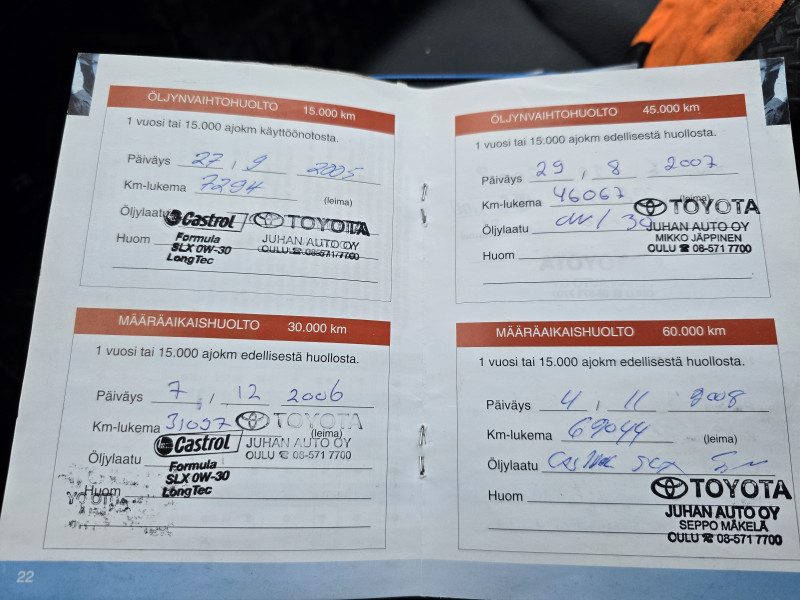 ÖLJYNVAIHTOHUOLTO 15.000 km
1 vuosi tai 15.000 ajokm käyttöönotosta.
Päiväys 27 , 9 2005
Km-lukema 7294
(leima)
Öljylaatu Castrol TOYOTA
Formula JUHAN AUTO OY
Huom SLX 0W-30 OULU ☎ 08-571 7700
LongTec
MÄÄRÄAIKAISHUOLTO 30.000 km
1 vuosi tai 15.000 ajokm edellisestä huollosta.
Päiväys 7 , 12 2006
Km-lukema 31097 TOYOTA
(leima)
Castrol JUHAN AUTO OY
Öljylaatu OULU ☎ 08-571 7700
Formula
SLX 0W-30
Huom LongTec
22
ÖLJYNVAIHTOHUOLTO 45.000 km
1 vuosi tai 15.000 ajokm edellisestä huollosta.
Päiväys 29 , 8 2007
Km-lukema 46067 (leima)
TOYOTA
Öljylaatu 30 JUHAN AUTO OY
MIKKO JÄPPINEN
Huom OULU ☎ 08-571 7700
MÄÄRÄAIKAISHUOLTO 60.000 km
1 vuosi tai 15.000 ajokm edellisestä huollosta.
Päiväys 4 , 11 2008
Km-lukema 69044 (leima)
Öljylaatu
Huom TOYOTA
JUHAN AUTO OY
SEPPO MÄKELÄ
OULU ☎ 08-571 7700